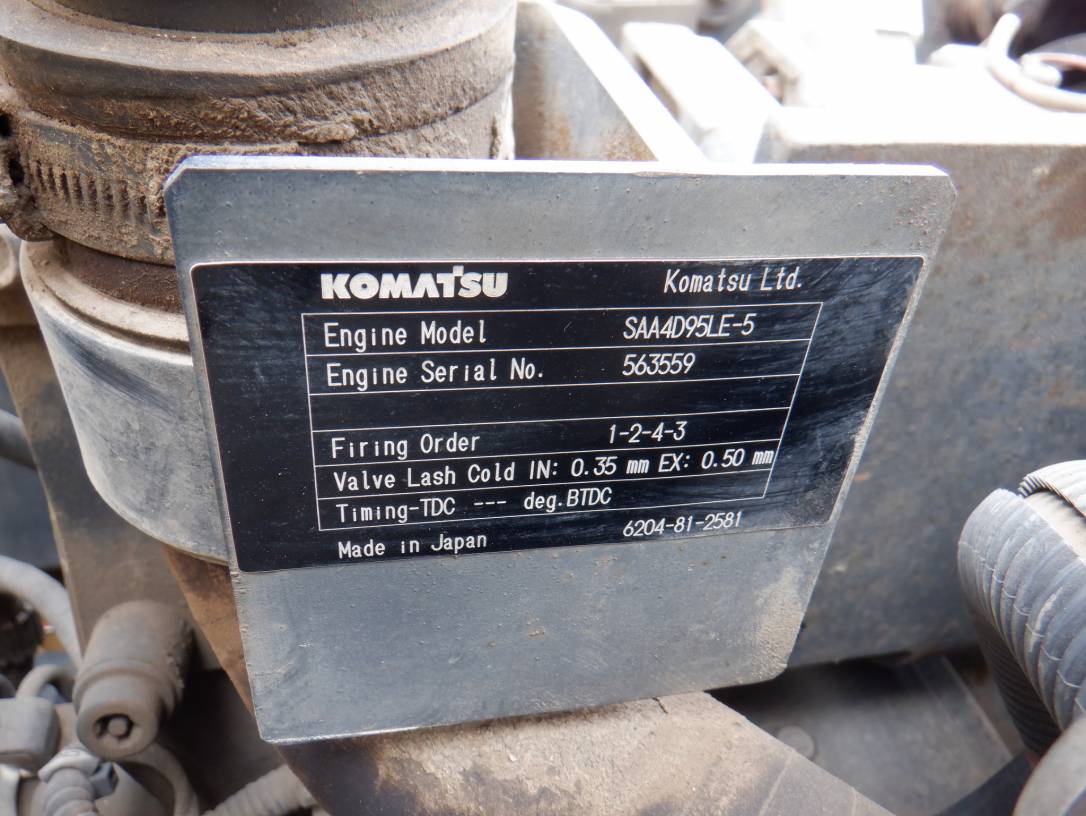 KOMATSU Komatsu Ltd.
Engine Model SAA4D95LE-5
Engine Serial No. 563559
Firing Order 1-2-4-3
Valve Lash Cold IN: 0.35 mm EX: 0.50 mm
Timing-TDC --- deg.BTDC
Made in Japan 6204-81-2581